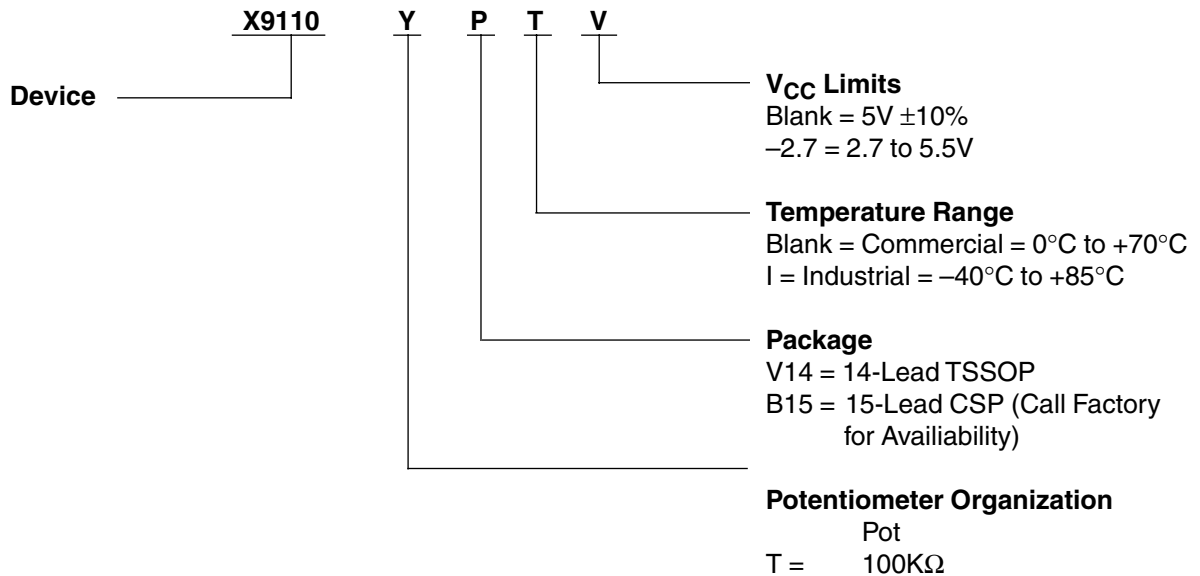 X9110 Y P T V
Device
VCC Limits
Blank = 5V ±10%
–2.7 = 2.7 to 5.5V
Temperature Range
Blank = Commercial = 0°C to +70°C
I = Industrial = –40°C to +85°C
Package
V14 = 14-Lead TSSOP
B15 = 15-Lead CSP (Call Factory
for Availiability)
Potentiometer Organization
Pot
T = 100KΩ